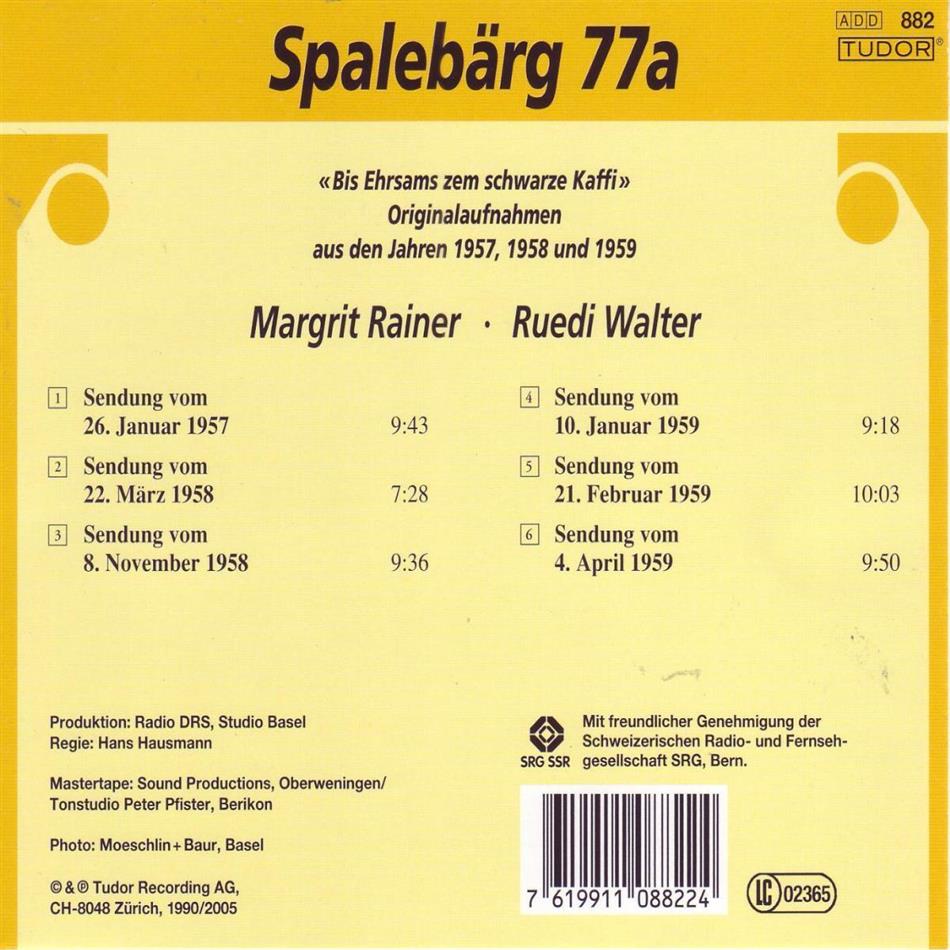 Spalebärg 77a
ADD 882
TUDOR®
«Bis Ehrsams zem schwarze Kaffi»
Originalaufnahmen
aus den Jahren 1957, 1958 und 1959
Margrit Rainer · Ruedi Walter
1 Sendung vom
26. Januar 1957 9:43
2 Sendung vom
22. März 1958 7:28
3 Sendung vom
8. November 1958 9:36
4 Sendung vom
10. Januar 1959 9:18
5 Sendung vom
21. Februar 1959 10:03
6 Sendung vom
4. April 1959 9:50
Produktion: Radio DRS, Studio Basel
Regie: Hans Hausmann
Mastertape: Sound Productions, Oberweningen/
Tonstudio Peter Pfister, Berikon
Photo: Moeschlin+Baur, Basel
© & ℗ Tudor Recording AG,
CH-8048 Zürich, 1990/2005
SRG SSR
Mit freundlicher Genehmigung der
Schweizerischen Radio- und Fernseh-
gesellschaft SRG, Bern.
7 619911 088224
LC 02365